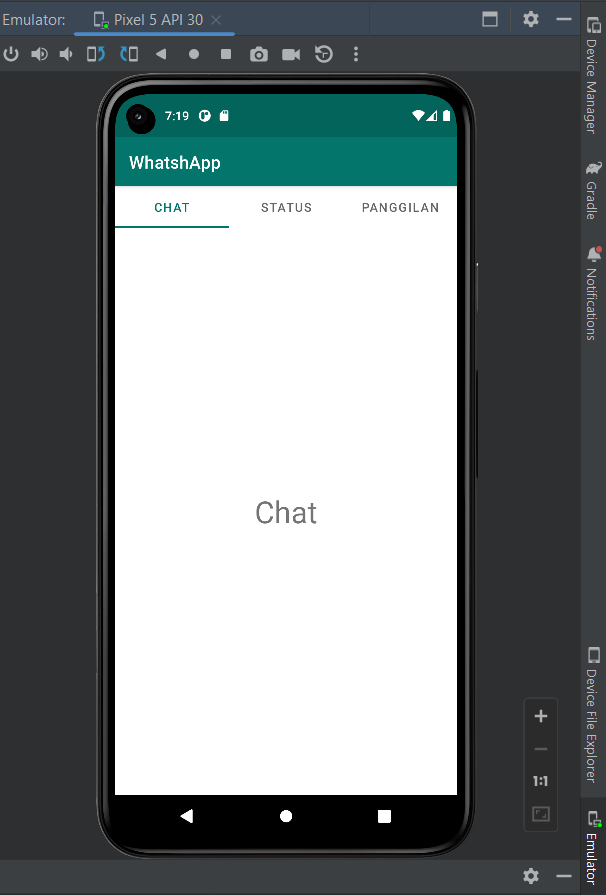 Emulator: Pixel 5 API 30
7:19
WhatshApp
CHAT STATUS PANGGILAN
Chat
1:1
Device Manager
Gradle
Notifications
Device File Explorer
Emulator